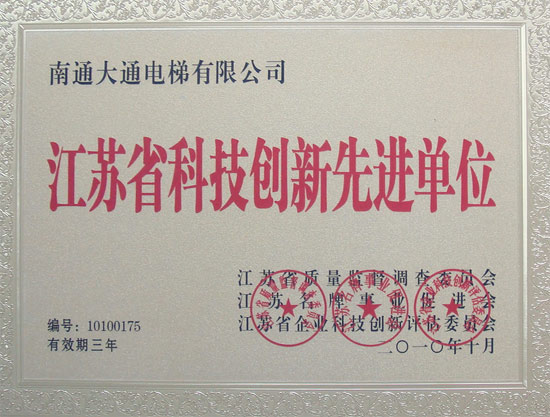 南通大通电梯有限公司
江苏省科技创新先进单位
江苏省质量监督调查委员会
江苏名牌事业促进会
江苏省企业科技创新评估委员会
编号：10100175
有效期三年
二〇一〇年十月